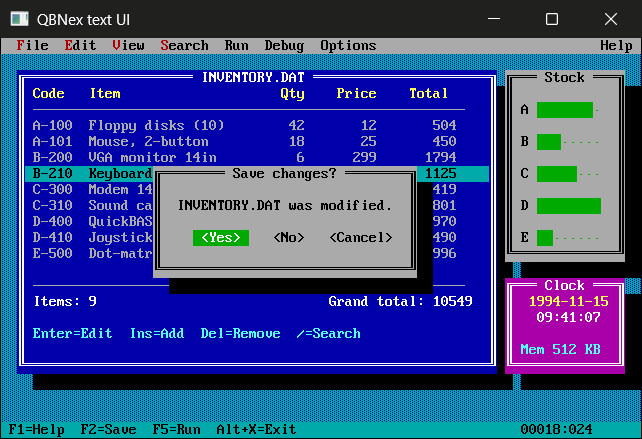 QBNex text UI
File Edit View Search Run Debug Options Help
INVENTORY.DAT
Code Item Qty Price Total
A-100 Floppy disks (10) 42 12 504
A-101 Mouse, 2-button 18 25 450
B-200 VGA monitor 14in 6 299 1794
B-210 Keyboard 1125
C-300 Modem 14 419
C-310 Sound ca 801
D-400 QuickBAS 970
D-410 Joystick 490
E-500 Dot-matr 996
Items: 9 Grand total: 10549
Enter=Edit Ins=Add Del=Remove /=Search
Save changes?
INVENTORY.DAT was modified.
<Yes> <No> <Cancel>
Stock
A
B
C
D
E
Clock
1994-11-15
09:41:07
Mem 512 KB
F1=Help F2=Save F5=Run Alt+X=Exit 00018:024